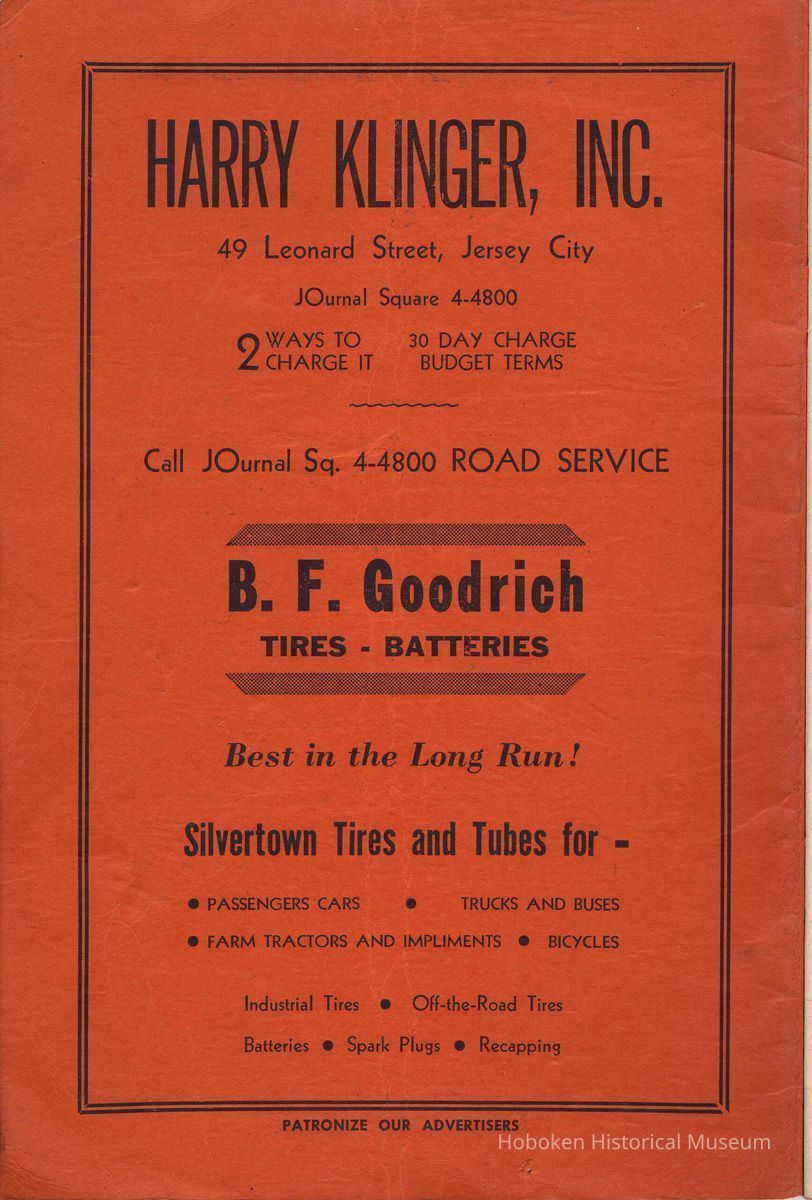 HARRY KLINGER, INC.
49 Leonard Street, Jersey City
JOurnal Square 4-4800
2 WAYS TO CHARGE IT
30 DAY CHARGE
BUDGET TERMS
Call JOurnal Sq. 4-4800 ROAD SERVICE
B. F. Goodrich
TIRES - BATTERIES
Best in the Long Run!
Silvertown Tires and Tubes for -
● PASSENGERS CARS ● TRUCKS AND BUSES
● FARM TRACTORS AND IMPLIMENTS ● BICYCLES
Industrial Tires ● Off-the-Road Tires
Batteries ● Spark Plugs ● Recapping
PATRONIZE OUR ADVERTISERS
Hoboken Historical Museum